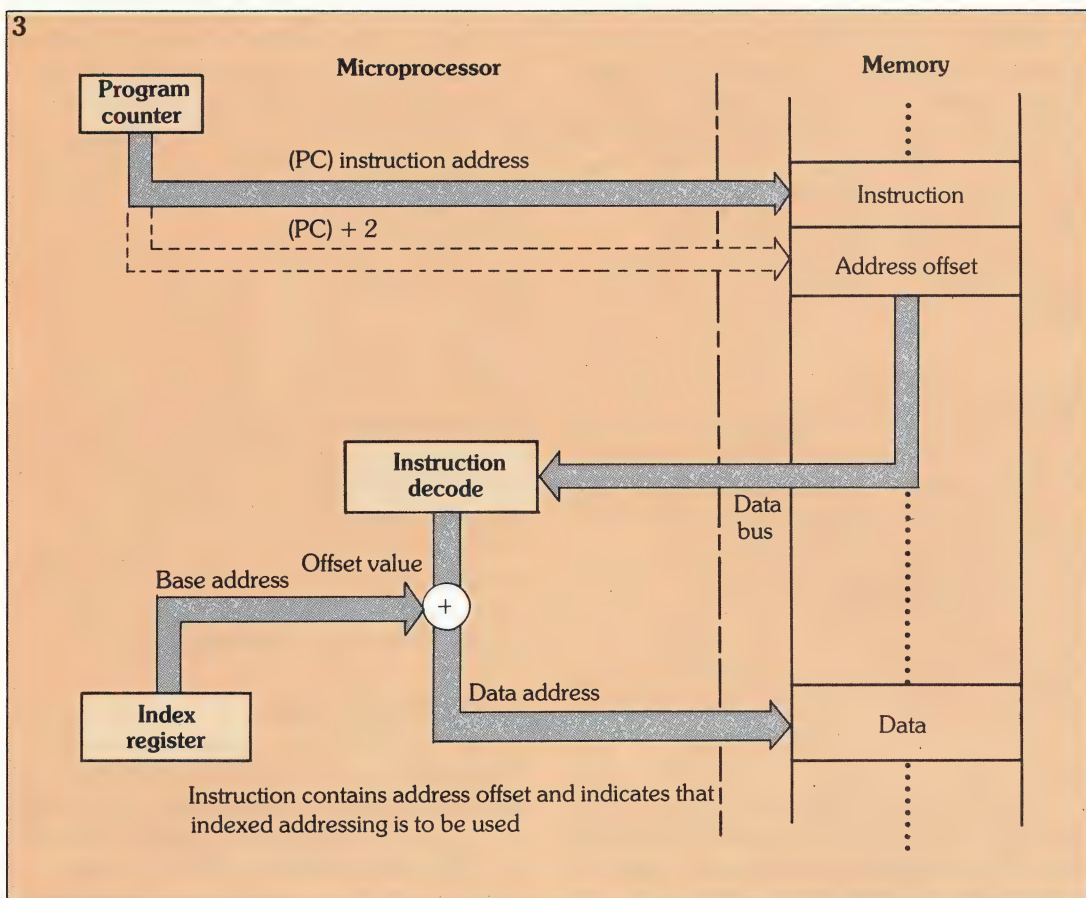 3
Microprocessor
Memory
Program
counter
(PC) instruction address
Instruction
(PC) + 2
Address offset
Instruction
decode
Data
bus
Offset value
Base address
+
Data address
Index
register
Data
Instruction contains address offset and indicates that
indexed addressing is to be used